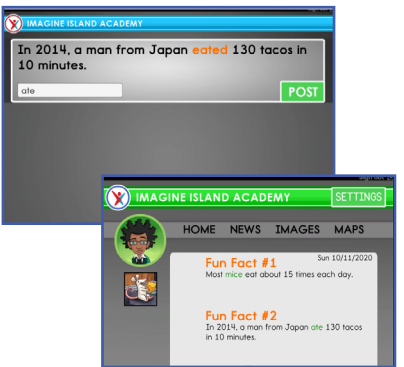 IMAGINE ISLAND ACADEMY
In 2014, a man from Japan eated 130 tacos in
10 minutes.
ate
POST
IMAGINE ISLAND ACADEMY
SETTINGS
HOME NEWS IMAGES MAPS
Sun 10/11/2020
Fun Fact #1
Most mice eat about 15 times each day.
Fun Fact #2
In 2014, a man from Japan ate 130 tacos
in 10 minutes.